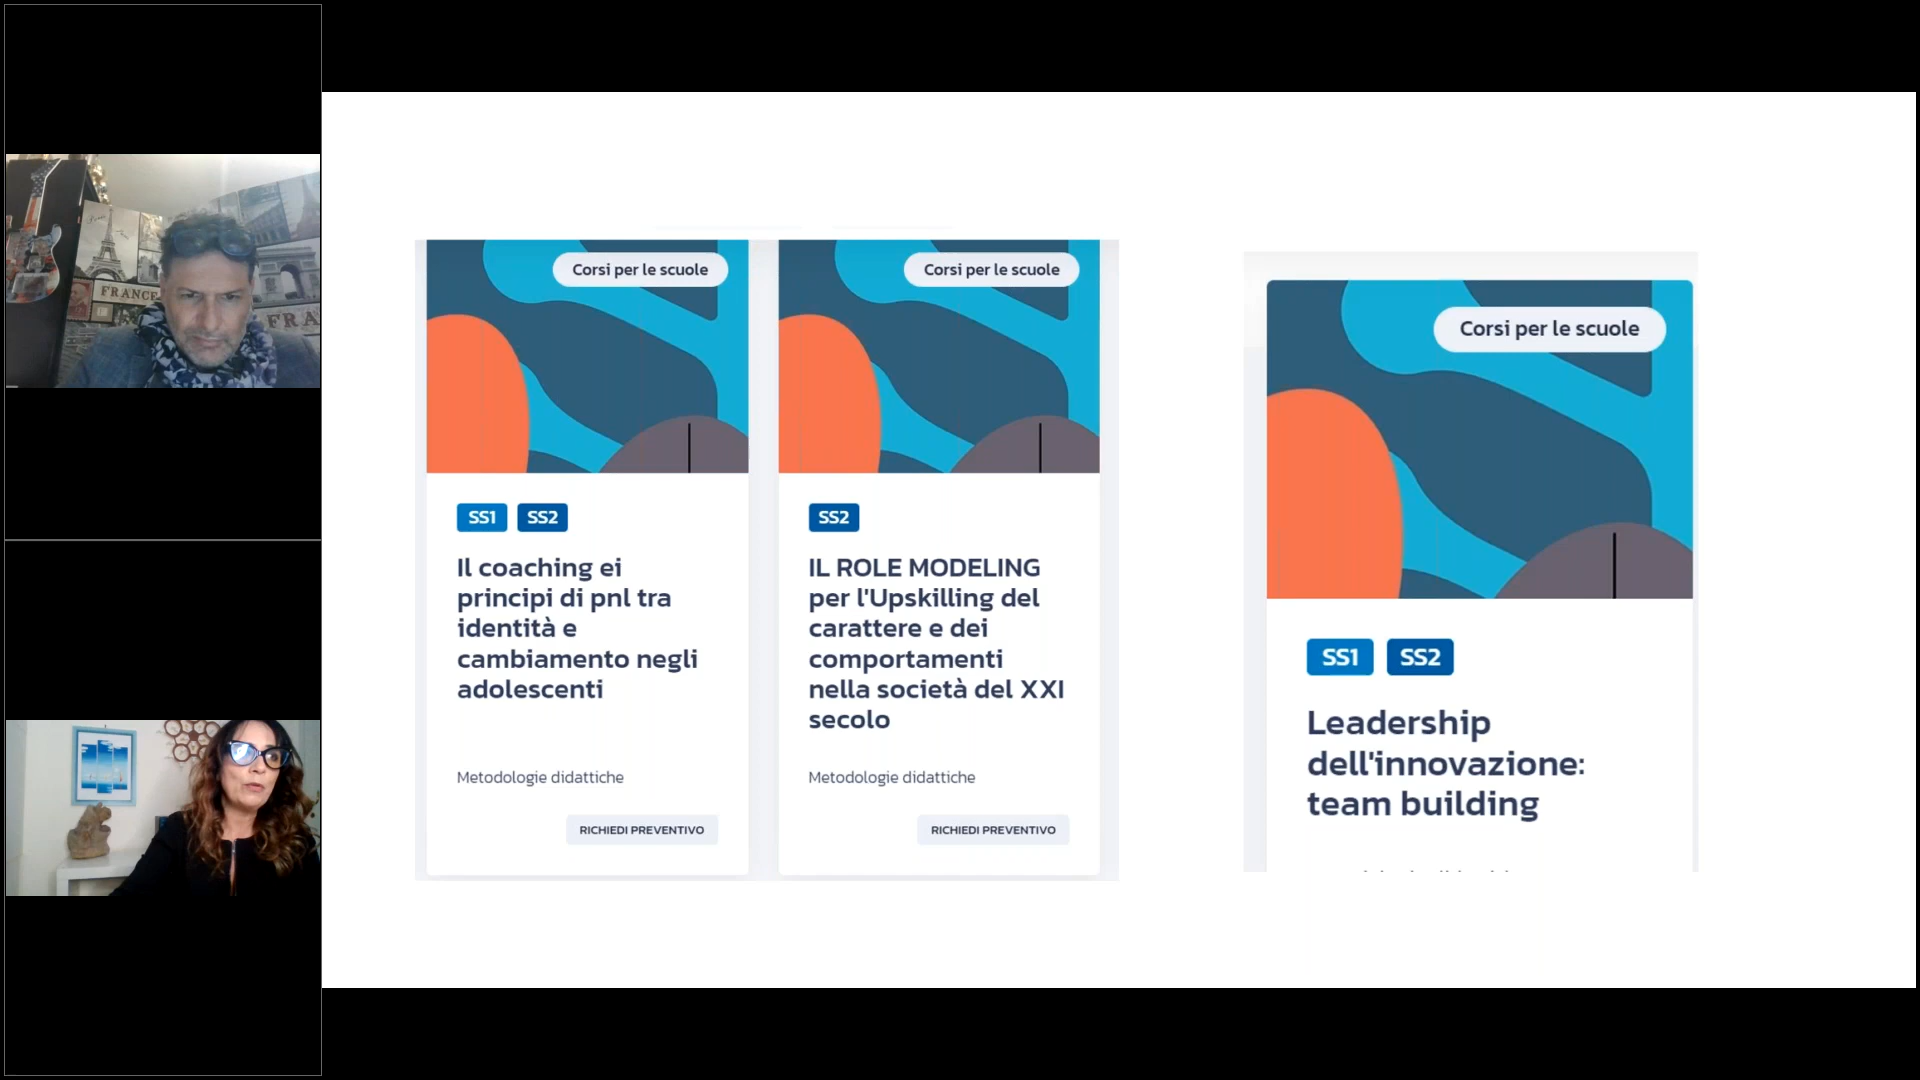 Paris
FRANCE
FRA
Corsi per le scuole
SS1 SS2
Il coaching ei
principi di pnl tra
identità e
cambiamento negli
adolescenti
Metodologie didattiche
RICHIEDI PREVENTIVO
Corsi per le scuole
SS2
IL ROLE MODELING
per l'Upskilling del
carattere e dei
comportamenti
nella società del XXI
secolo
Metodologie didattiche
RICHIEDI PREVENTIVO
Corsi per le scuole
SS1 SS2
Leadership
dell'innovazione:
team building